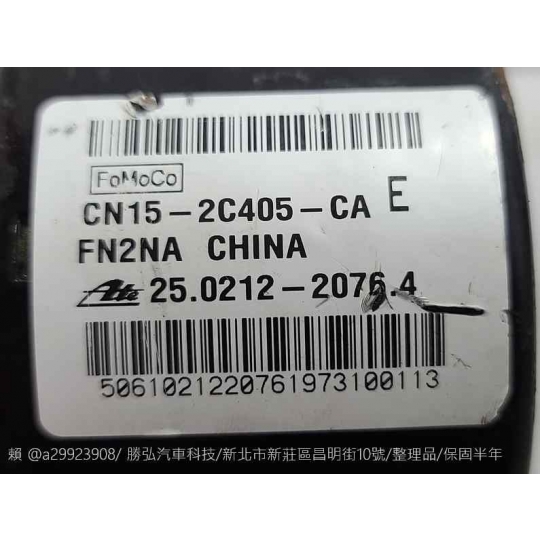 FoMoCo
CN15-2C405-CA E
FN2NA CHINA
Ate 25.0212-2076.4
5061021220761973100113
賴 @a29923908/ 勝弘汽車科技/新北市新莊區昌明街10號/整理品/保固半年